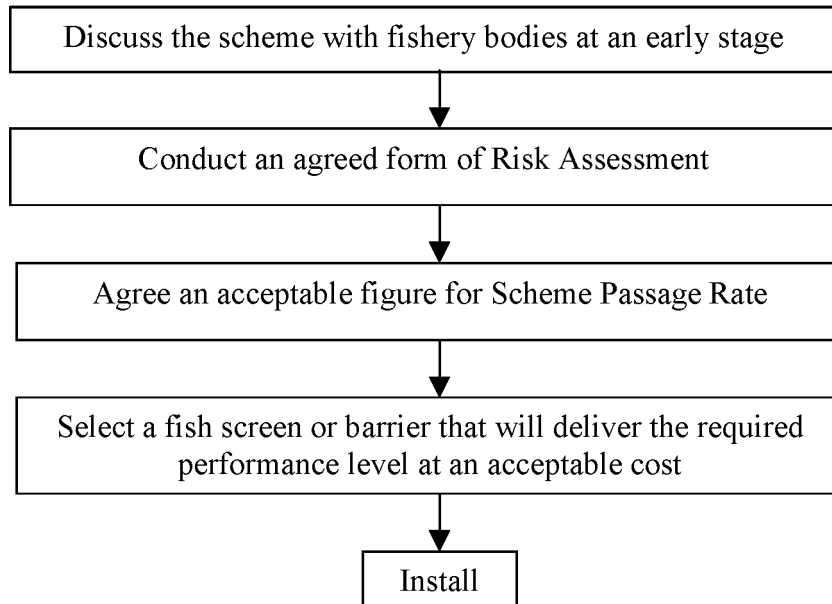 Discuss the scheme with fishery bodies at an early stage
Conduct an agreed form of Risk Assessment
Agree an acceptable figure for Scheme Passage Rate
Select a fish screen or barrier that will deliver the required
performance level at an acceptable cost
Install